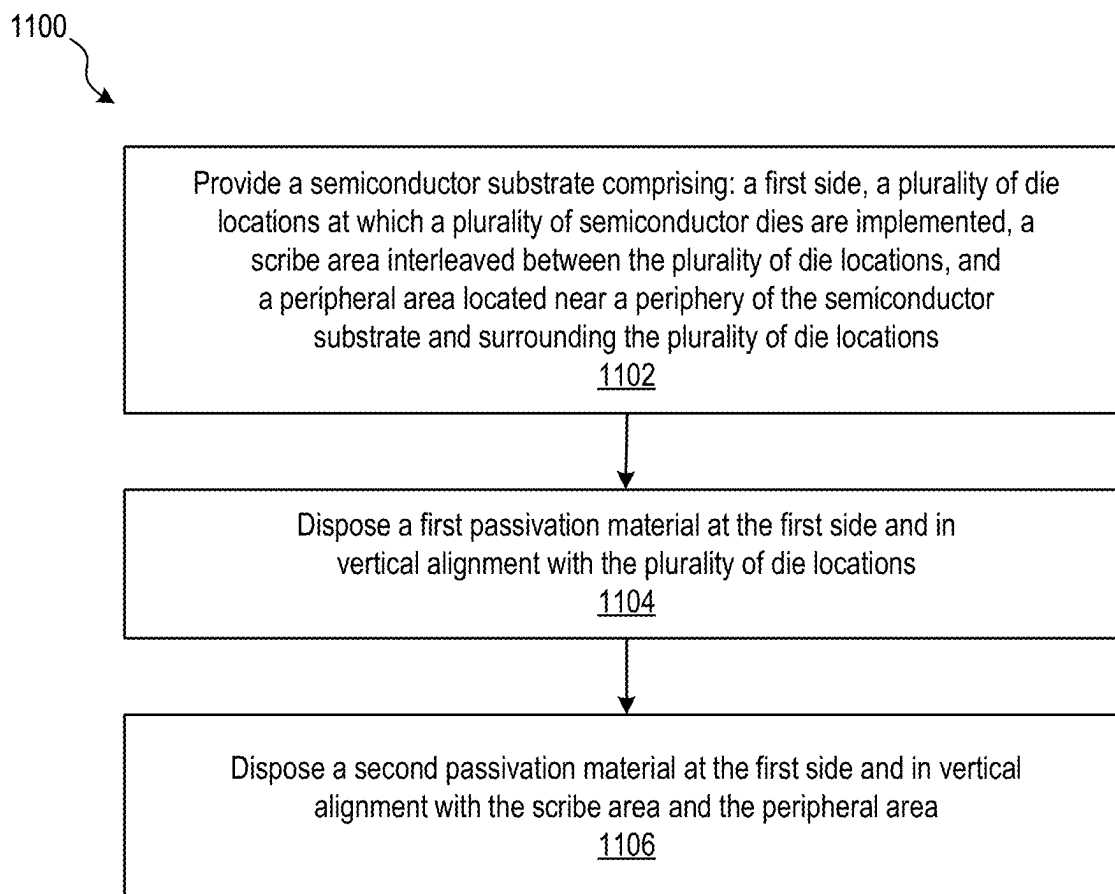 1100
Provide a semiconductor substrate comprising: a first side, a plurality of die
locations at which a plurality of semiconductor dies are implemented, a
scribe area interleaved between the plurality of die locations, and
a peripheral area located near a periphery of the semiconductor
substrate and surrounding the plurality of die locations
1102
Dispose a first passivation material at the first side and in
vertical alignment with the plurality of die locations
1104
Dispose a second passivation material at the first side and in vertical
alignment with the scribe area and the peripheral area
1106